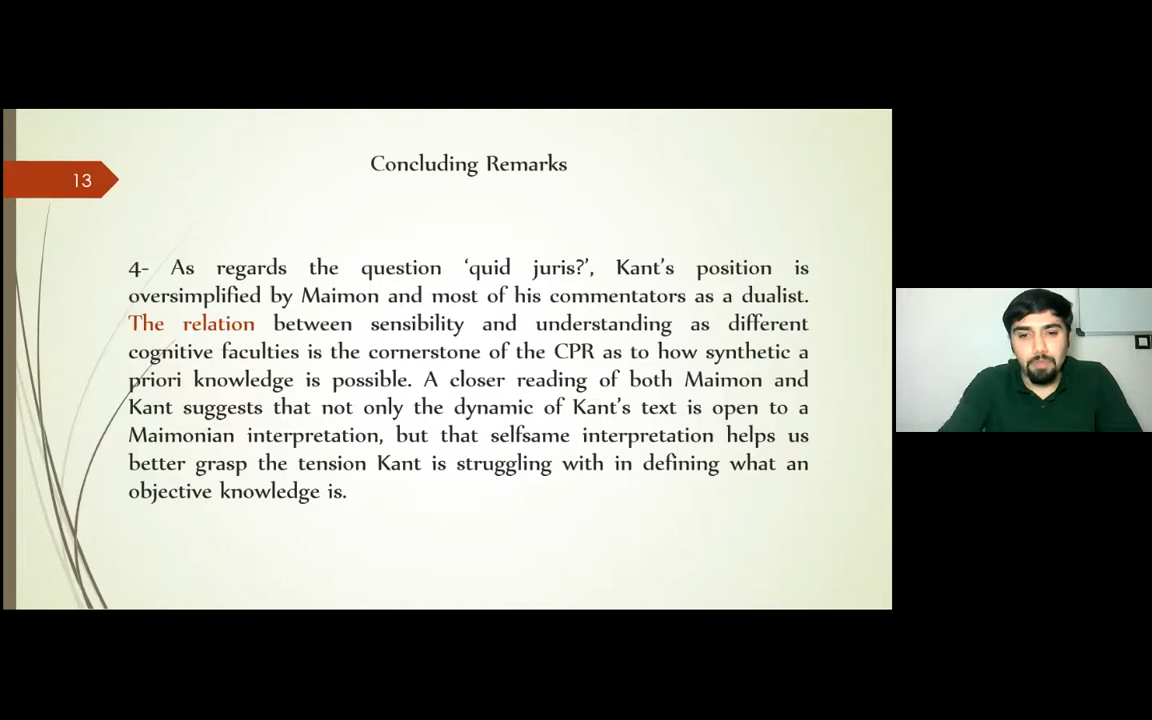 Concluding Remarks
13
4- As regards the question ‘quid juris?’, Kant’s position is
oversimplified by Maimon and most of his commentators as a dualist.
The relation between sensibility and understanding as different
cognitive faculties is the cornerstone of the CPR as to how synthetic a
priori knowledge is possible. A closer reading of both Maimon and
Kant suggests that not only the dynamic of Kant’s text is open to a
Maimonian interpretation, but that selfsame interpretation helps us
better grasp the tension Kant is struggling with in defining what an
objective knowledge is.